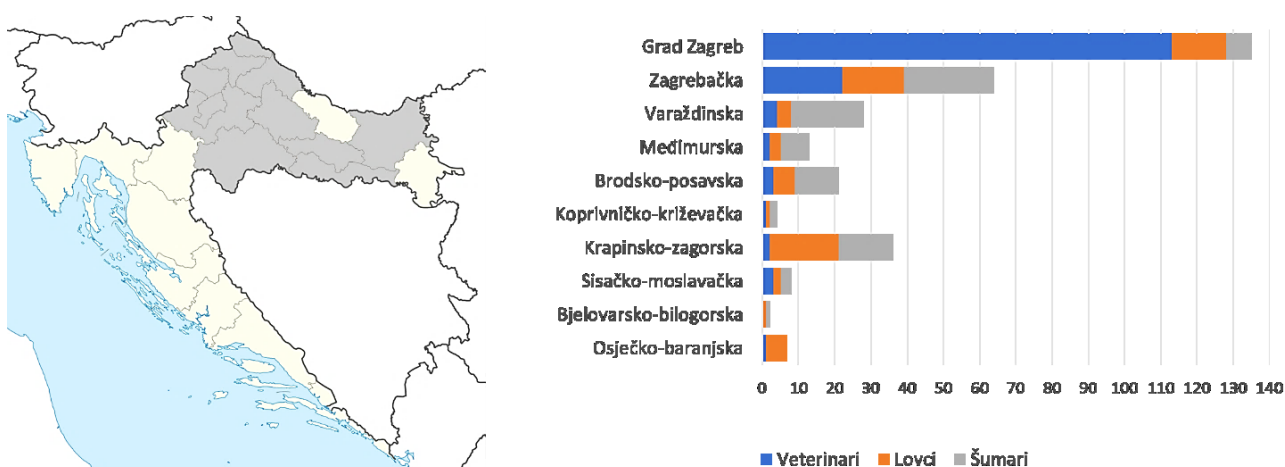 Grad Zagreb
Zagrebačka
Varaždinska
Međimurska
Brodsko-posavska
Koprivničko-križevačka
Krapinsko-zagorska
Sisačko-moslavačka
Bjelovarsko-bilogorska
Osječko-baranjska
0 10 20 30 40 50 60 70 80 90 100 110 120 130 140
Veterinari Lovci Šumari